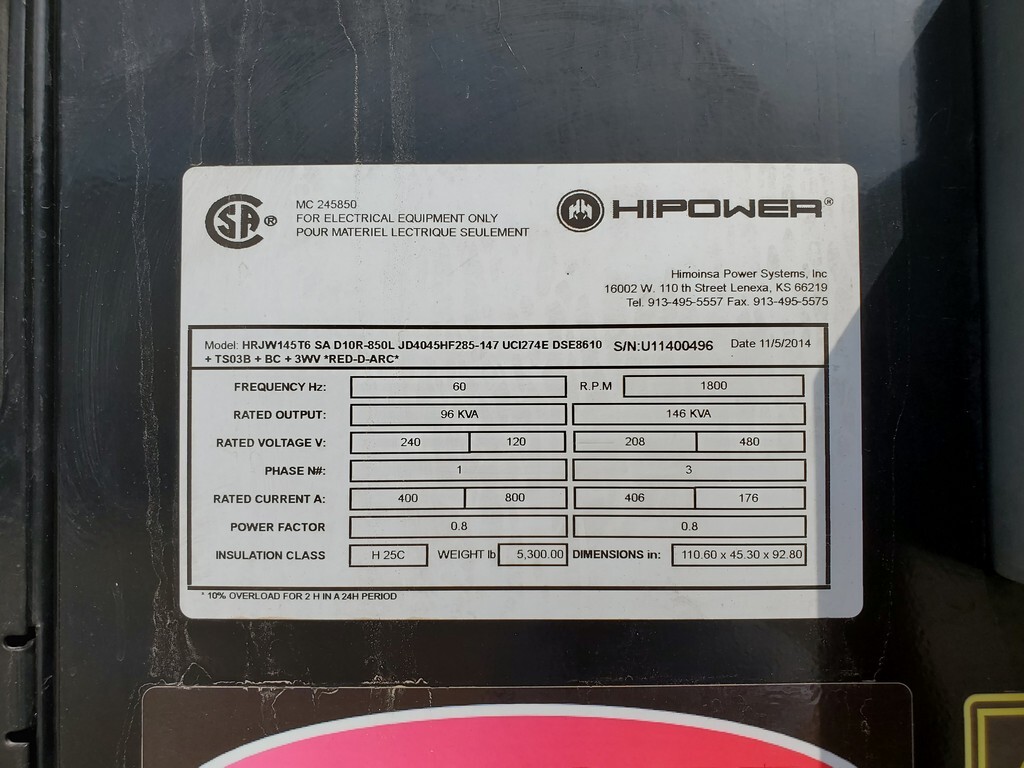 CSA®
MC 245850
FOR ELECTRICAL EQUIPMENT ONLY
POUR MATERIEL LECTRIQUE SEULEMENT
HIPOWER®
Himoinsa Power Systems, Inc
16002 W. 110 th Street Lenexa, KS 66219
Tel. 913-495-5557 Fax. 913-495-5575
Model: HRJW145T6 SA D10R-850L JD4045HF285-147 UCI274E DSE8610 S/N:U11400496 Date 11/5/2014
+ TS03B + BC + 3WV *RED-D-ARC*
FREQUENCY Hz: 60 R.P.M 1800
RATED OUTPUT: 96 KVA 146 KVA
RATED VOLTAGE V: 240 120 208 480
PHASE N#: 1 3
RATED CURRENT A: 400 800 406 176
POWER FACTOR 0.8 0.8
INSULATION CLASS H 25C WEIGHT lb 5,300.00 DIMENSIONS in: 110.60 x 45.30 x 92.80
* 10% OVERLOAD FOR 2 H IN A 24H PERIOD